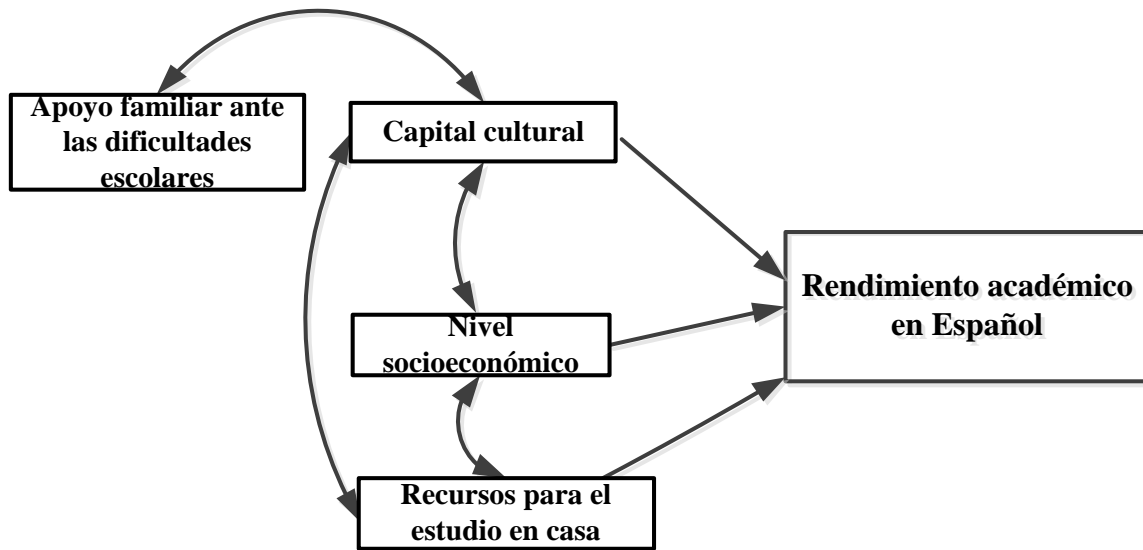 Apoyo familiar ante
las dificultades
escolares
Capital cultural
Nivel
socioeconómico
Recursos para el
estudio en casa
Rendimiento académico
en Español